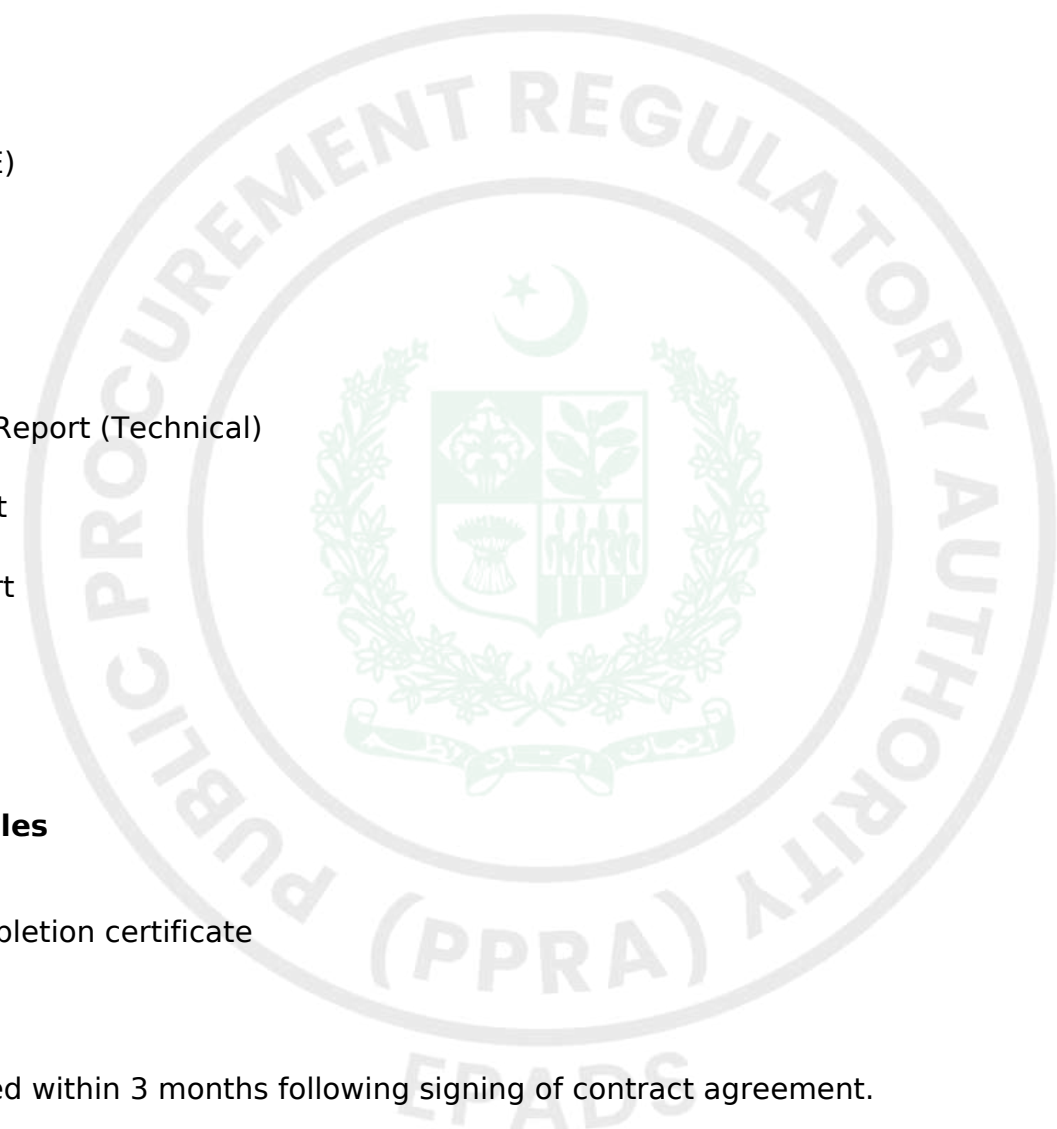 PUBLIC PROCUREMENT REGULATORY AUTHORITY
E)
Report (Technical)
t
rt
les
pletion certificate
(PPRA)
ed within 3 months following signing of contract agreement.
EPADS